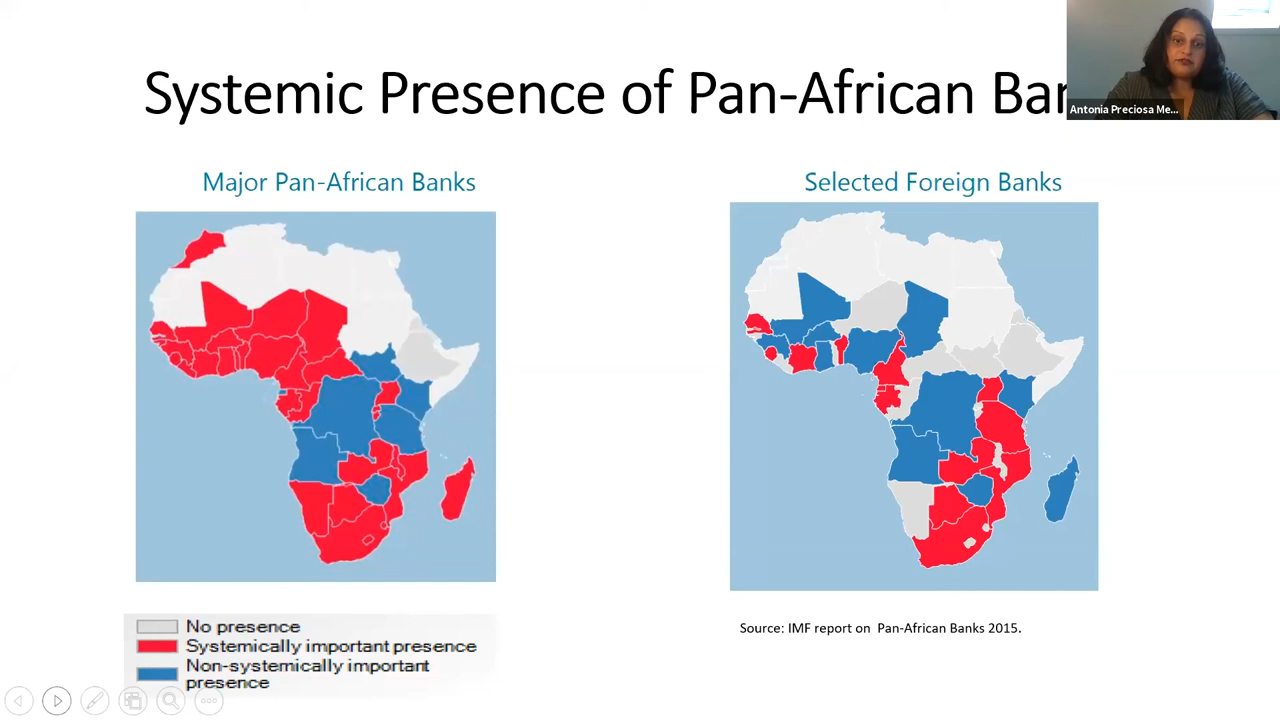 Systemic Presence of Pan-African
Antonia Preciosa Me...
Major Pan-African Banks
Selected Foreign Banks
No presence
Systemically important presence
Non-systemically important
presence
Source: IMF report on Pan-African Banks 2015.